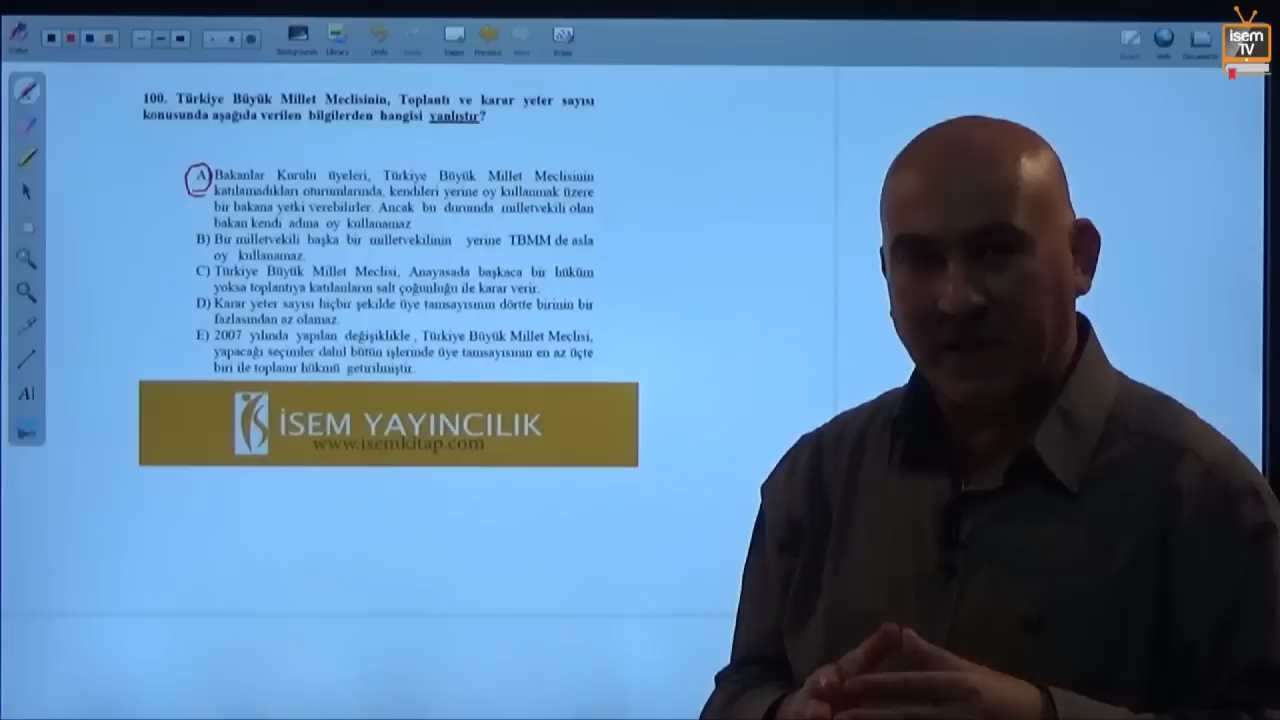 isem
TV
100. Türkiye Büyük Millet Meclisinin, Toplantı ve karar yeter sayısı
konusunda aşağıda verilen bilgilerden hangisi yanlıştır?
A) Bakanlar Kurulu üyeleri, Türkiye Büyük Millet Meclisinin
katılamadıkları oturumlarında, kendileri yerine oy kullanmak üzere
bir bakana yetki verebilirler. Ancak bu durumda milletvekili olan
bakan kendi adına oy kullanamaz
B) Bir milletvekili başka bir milletvekilinin yerine TBMM de asla
oy kullanamaz.
C) Türkiye Büyük Millet Meclisi, Anayasada başkaca bir hüküm
yoksa toplantıya katılanların salt çoğunluğu ile karar verir.
D) Karar yeter sayısı hiçbir şekilde üye tamsayısının dörtte birinin bir
fazlasından az olamaz.
E) 2007 yılında yapılan değişiklikle, Türkiye Büyük Millet Meclisi,
yapacağı seçimler dahil bütün işlerinde üye tamsayısının en az üçte
biri ile toplanır hükmü getirilmiştir.
İSEM YAYINCILIK
www.isemkitap.com